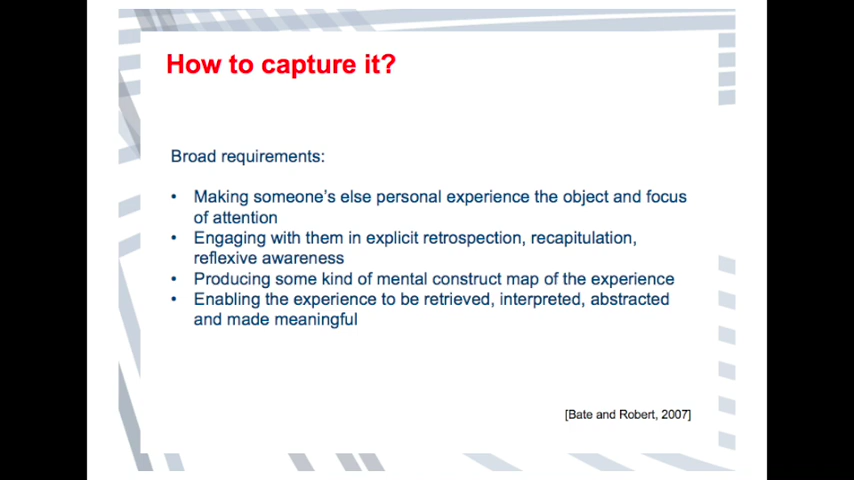 How to capture it?
Broad requirements:
• Making someone's else personal experience the object and focus
of attention
• Engaging with them in explicit retrospection, recapitulation,
reflexive awareness
• Producing some kind of mental construct map of the experience
• Enabling the experience to be retrieved, interpreted, abstracted
and made meaningful
[Bate and Robert, 2007]